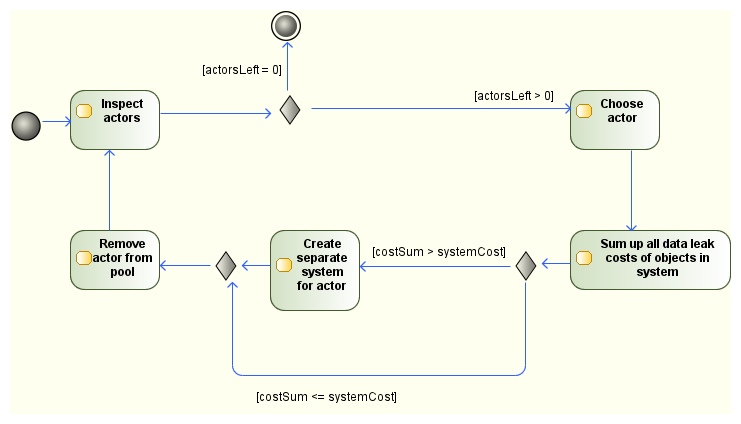 [actorsLeft = 0]
[actorsLeft > 0]
Inspect
actors
Choose
actor
Remove
actor from
pool
Create
separate
system
for actor
[costSum > systemCost]
Sum up all data leak
costs of objects in
system
[costSum <= systemCost]